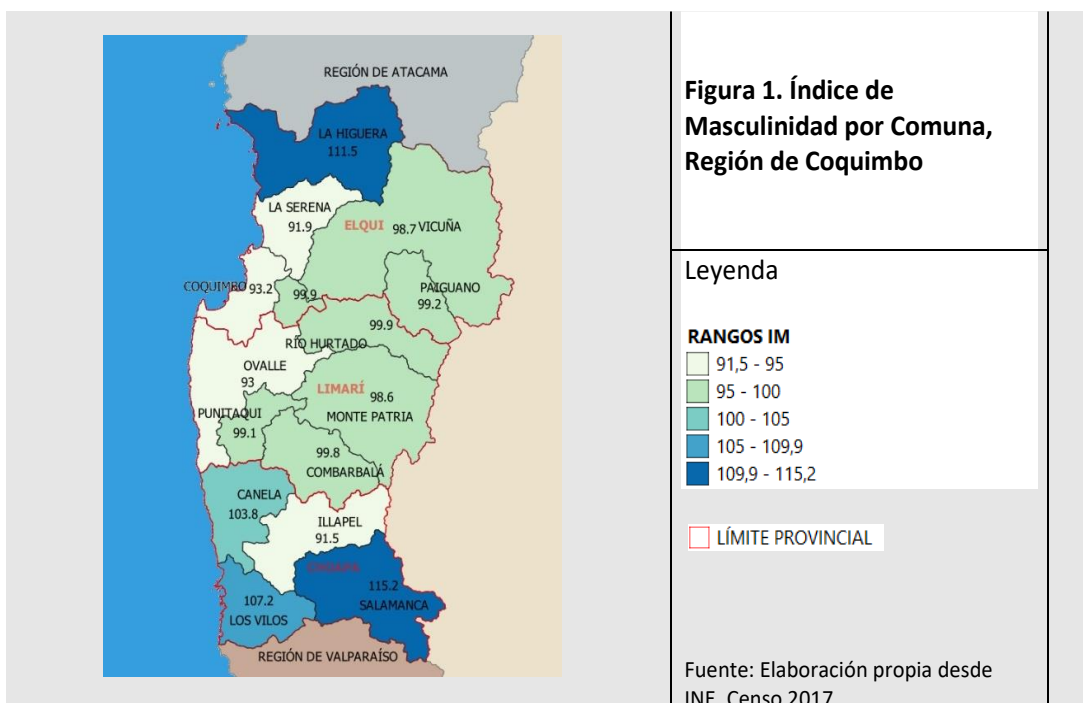 REGIÓN DE ATACAMA
LA HIGUERA
111.5
LA SERENA
91.9
ELQUI
98.7 VICUÑA
COQUIMBO 93.2
99.9
PAIGUANO
99.2
99.9
RÍO HURTADO
OVALLE
93
LIMARÍ
98.6
MONTE PATRIA
PUNITAQUI
99.1
99.8
COMBARBALÁ
CANELA
103.8
ILLAPEL
91.5
115.2
SALAMANCA
107.2
LOS VILOS
REGIÓN DE VALPARAÍSO
Figura 1. Índice de
Masculinidad por Comuna,
Región de Coquimbo
Leyenda
RANGOS IM
91,5 - 95
95 - 100
100 - 105
105 - 109,9
109,9 - 115,2
LÍMITE PROVINCIAL
Fuente: Elaboración propia desde
INE, Censo 2017